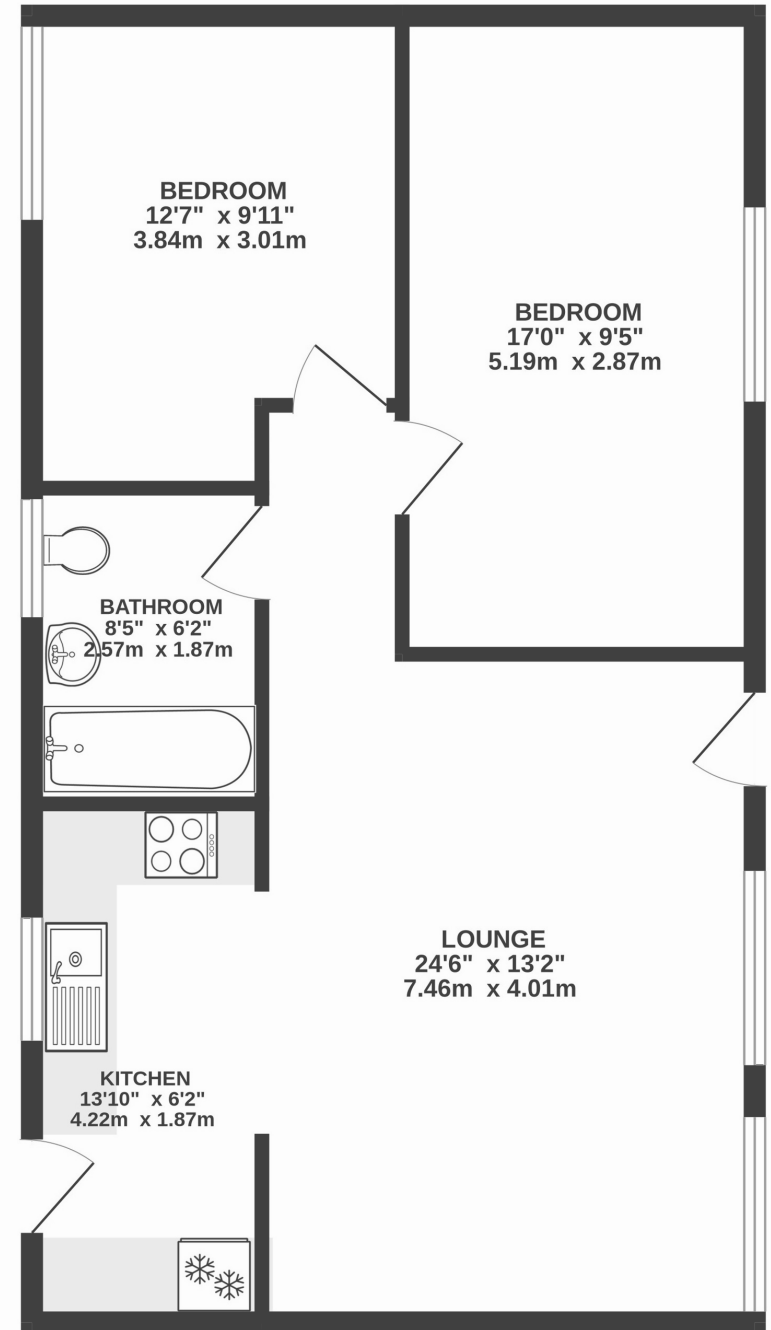 BEDROOM
12'7" x 9'11"
3.84m x 3.01m
BEDROOM
17'0" x 9'5"
5.19m x 2.87m
BATHROOM
8'5" x 6'2"
2.57m x 1.87m
LOUNGE
24'6" x 13'2"
7.46m x 4.01m
KITCHEN
13'10" x 6'2"
4.22m x 1.87m